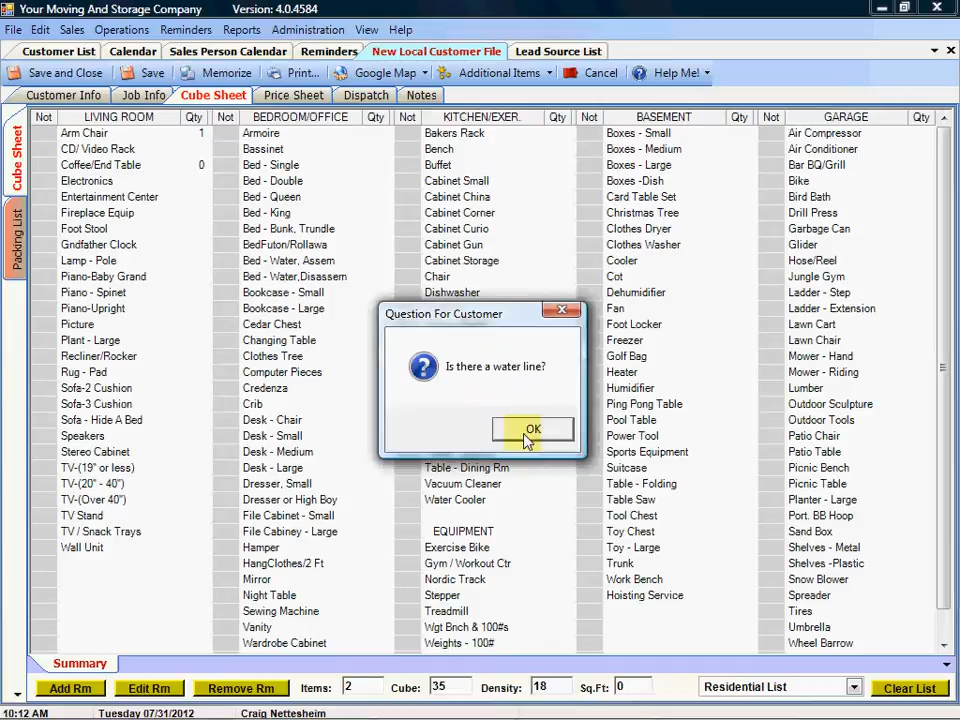 Your Moving And Storage Company Version: 4.0.4584
File Edit Sales Operations Reminders Reports Administration View Help
Customer List Calendar Sales Person Calendar Reminders New Local Customer File Lead Source List
Save and Close Save Memorize Print... Google Map Additional Items Cancel Help Me!
Customer Info Job Info Cube Sheet Price Sheet Dispatch Notes
Cube Sheet
Packing List
Not LIVING ROOM Qty Not BEDROOM/OFFICE Qty Not KITCHEN/EXER. Qty Not BASEMENT Qty Not GARAGE Qty
Arm Chair 1 Armoire Bakers Rack Boxes - Small Air Compressor
CD/ Video Rack Bassinet Bench Boxes - Medium Air Conditioner
Coffee/End Table 0 Bed - Single Buffet Boxes - Large Bar BQ/Grill
Electronics Bed - Double Cabinet Small Boxes -Dish Bike
Entertainment Center Bed - Queen Cabinet China Card Table Set Bird Bath
Fireplace Equip Bed - King Cabinet Corner Christmas Tree Drill Press
Foot Stool Bed - Bunk, Trundle Cabinet Curio Clothes Dryer Garbage Can
Gndfather Clock BedFuton/Rollawa Cabinet Gun Clothes Washer Glider
Lamp - Pole Bed - Water, Assem Cabinet Storage Cooler Hose/Reel
Piano-Baby Grand Bed - Water,Disassem Chair Cot Jungle Gym
Piano - Spinet Bookcase - Small Dishwasher Dehumidifier Ladder - Step
Piano-Upright Bookcase - Large Fan Ladder - Extension
Picture Cedar Chest Foot Locker Lawn Cart
Plant - Large Changing Table Freezer Lawn Chair
Recliner/Rocker Clothes Tree Golf Bag Mower - Hand
Rug - Pad Computer Pieces Heater Mower - Riding
Sofa-2 Cushion Credenza Humidifier Lumber
Sofa-3 Cushion Crib Ping Pong Table Outdoor Sculpture
Sofa - Hide A Bed Desk - Chair Pool Table Outdoor Tools
Speakers Desk - Small Power Tool Patio Chair
Stereo Cabinet Desk - Medium Sports Equipment Patio Table
TV-(19" or less) Desk - Large Table - Dining Rm Suitcase Picnic Bench
TV-(20" - 40") Dresser, Small Vacuum Cleaner Table - Folding Picnic Table
TV-(Over 40") Dresser or High Boy Water Cooler Table Saw Planter - Large
TV Stand File Cabinet - Small Tool Chest Port. BB Hoop
TV / Snack Trays File Cabiney - Large EQUIPMENT Toy Chest Sand Box
Wall Unit Hamper Exercise Bike Toy - Large Shelves - Metal
HangClothes/2 Ft Gym / Workout Ctr Trunk Shelves -Plastic
Mirror Nordic Track Work Bench Snow Blower
Night Table Stepper Hoisting Service Spreader
Sewing Machine Treadmill Tires
Vanity Wgt Bnch & 100#s Umbrella
Wardrobe Cabinet Weights - 100# Wheel Barrow
Question For Customer
Is there a water line?
OK
Summary
Add Rm Edit Rm Remove Rm Items: 2 Cube: 35 Density: 18 Sq.Ft: 0 Residential List Clear List
10:12 AM Tuesday 07/31/2012 Craig Nettesheim